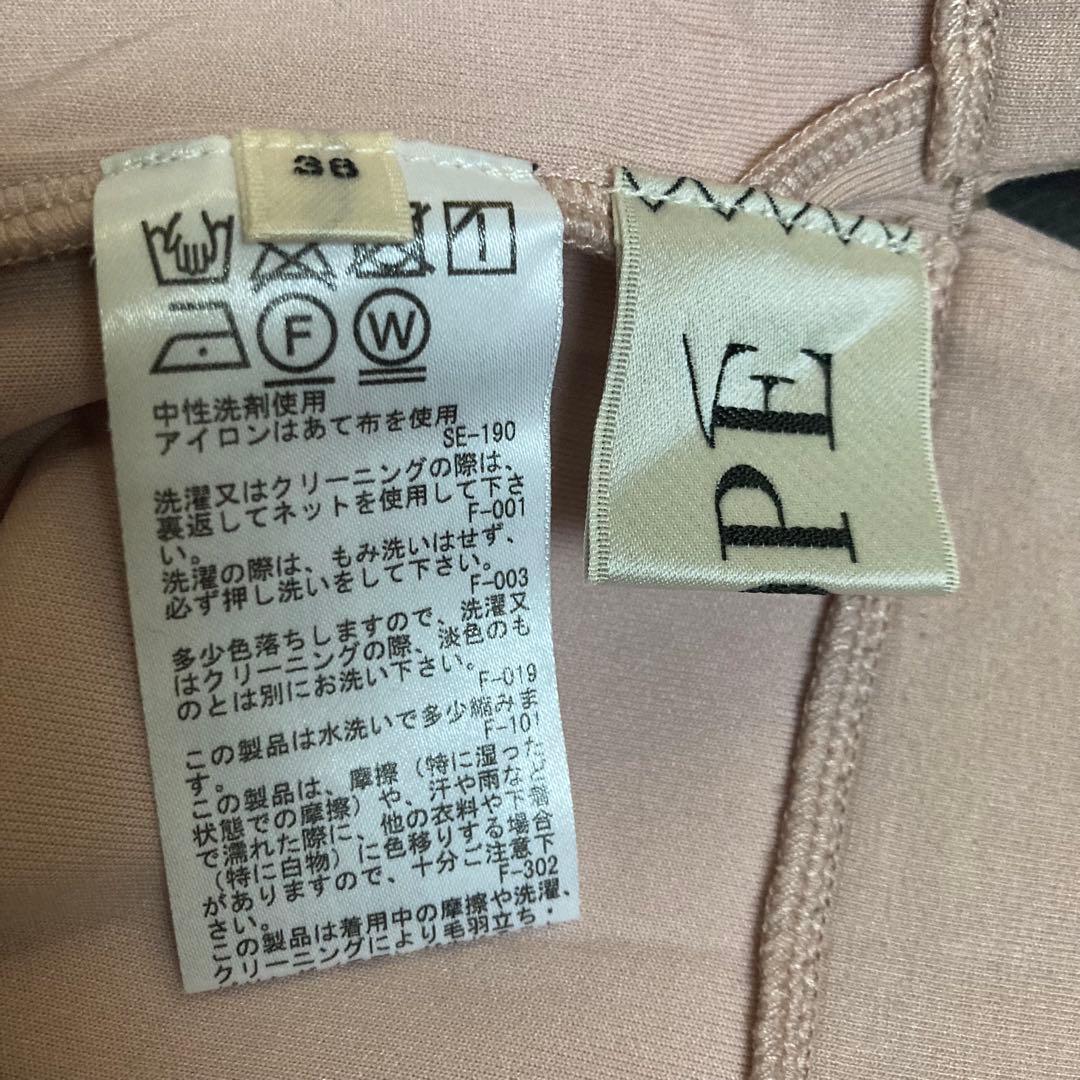 38
F
W
中性洗剤使用
アイロンはあて布を使用
SE-190
洗濯又はクリーニングの際は、
裏返してネットを使用して下さ
い。
F-001
洗濯の際は、もみ洗いはせず、
必ず押し洗いをして下さい。
F-003
多少色落ちしますので、洗濯又
はクリーニングの際、淡色のも
のとは別にお洗い下さい。
F-019
この製品は水洗いで多少縮みま
す。
F-101
この製品は、摩擦（特に湿った
状態での摩擦）や、汗や雨など
で濡れた際に、他の衣料や下着
（特に白物）に色移りする場合
がありますので、十分ご注意下
さい。
F-302
この製品は着用中の摩擦や洗濯、
クリーニングにより毛羽立ち・
PE